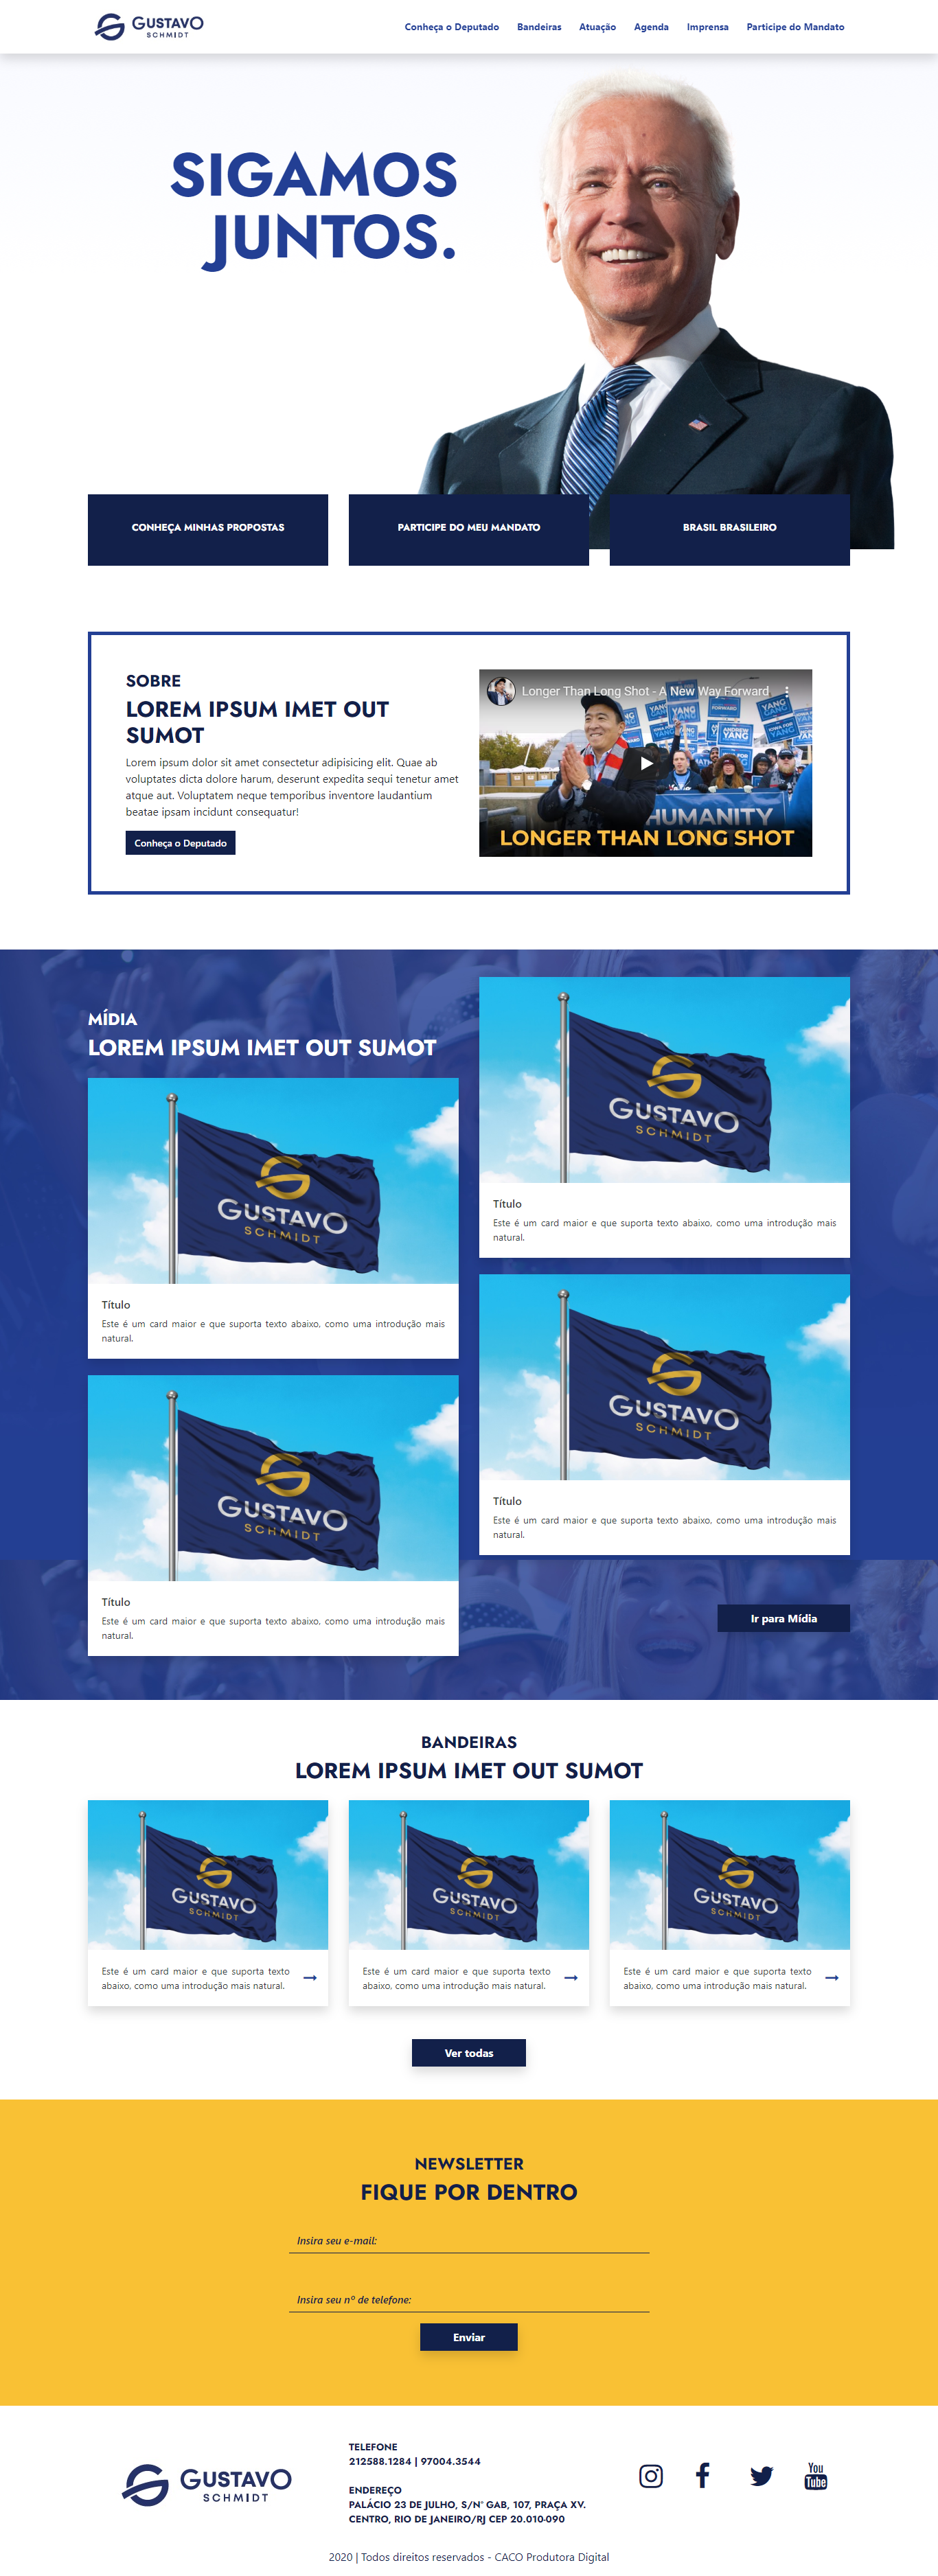 GUSTAVO
SCHMIDT
Conheça o Deputado
Bandeiras
Atuação
Agenda
Imprensa
Participe do Mandato
SIGAMOS
JUNTOS.
CONHEÇA MINHAS PROPOSTAS
PARTICIPE DO MEU MANDATO
BRASIL BRASILEIRO
SOBRE
LOREM IPSUM IMET OUT
SUMOT
Lorem ipsum dolor sit amet consectetur adipisicing elit. Quae ab
voluptates dicta dolore harum, deserunt expedita sequi tenetur amet
atque aut. Voluptatem neque temporibus inventore laudantium
beatae ipsam incidunt consequatur!
Conheça o Deputado
Longer Than Long Shot - A New Way Forward
YANG
YANG
YANG
FORWARD
ANDREW
YANG
HUMANITY
LONGER THAN LONG SHOT
MÍDIA
LOREM IPSUM IMET OUT SUMOT
GUSTAVO
SCHMIDT
Título
Este é um card maior e que suporta texto abaixo, como uma introdução mais
natural.
GUSTAVO
SCHMIDT
Título
Este é um card maior e que suporta texto abaixo, como uma introdução mais
natural.
GUSTAVO
SCHMIDT
Título
Este é um card maior e que suporta texto abaixo, como uma introdução mais
natural.
GUSTAVO
SCHMIDT
Título
Este é um card maior e que suporta texto abaixo, como uma introdução mais
natural.
Ir para Mídia
BANDEIRAS
LOREM IPSUM IMET OUT SUMOT
GUSTAVO
SCHMIDT
Este é um card maior e que suporta texto
abaixo, como uma introdução mais natural.
GUSTAVO
SCHMIDT
Este é um card maior e que suporta texto
abaixo, como uma introdução mais natural.
GUSTAVO
SCHMIDT
Este é um card maior e que suporta texto
abaixo, como uma introdução mais natural.
Ver todas
NEWSLETTER
FIQUE POR DENTRO
Insira seu e-mail:
Insira seu nº de telefone:
Enviar
GUSTAVO
SCHMIDT
TELEFONE
212588.1284 | 97004.3544
ENDEREÇO
PALÁCIO 23 DE JULHO, S/Nº GAB, 107, PRAÇA XV.
CENTRO, RIO DE JANEIRO/RJ CEP 20.010-090
You
Tube
2020 | Todos direitos reservados - CACO Produtora Digital